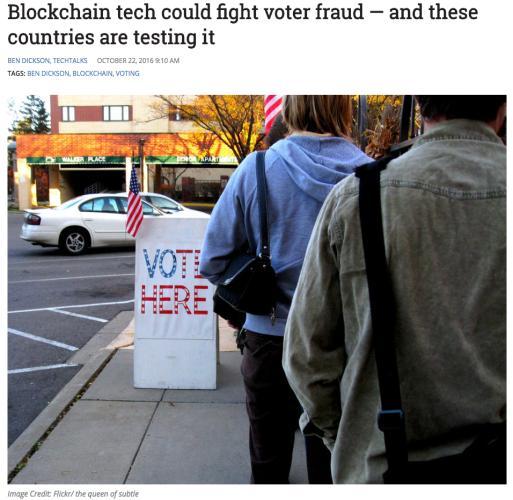 Blockchain tech could fight voter fraud — and these
countries are testing it
BEN DICKSON, TECHTALKS OCTOBER 22, 2016 9:10 AM
TAGS: BEN DICKSON, BLOCKCHAIN, VOTING
WALKER PLACE
SENIOR APARTMENTS
VOTE
HERE
Image Credit: Flickr/ the queen of subtle